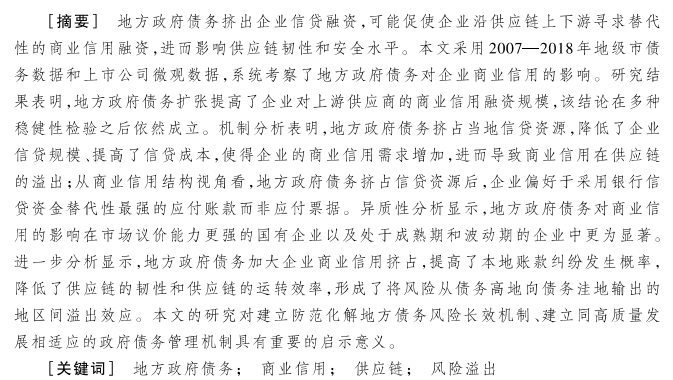 [摘要] 地方政府债务挤出企业信贷融资,可能促使企业沿供应链上下游寻求替代
性的商业信用融资,进而影响供应链韧性和安全水平。本文采用2007—2018年地级市债
务数据和上市公司微观数据,系统考察了地方政府债务对企业商业信用的影响。研究结
果表明,地方政府债务扩张提高了企业对上游供应商的商业信用融资规模,该结论在多种
稳健性检验之后依然成立。机制分析表明,地方政府债务挤占当地信贷资源,降低了企业
信贷规模、提高了信贷成本,使得企业的商业信用需求增加,进而导致商业信用在供应链
的溢出;从商业信用结构视角看,地方政府债务挤占信贷资源后,企业偏好于采用银行信
贷资金替代性最强的应付账款而非应付票据。异质性分析显示,地方政府债务对商业信
用的影响在市场议价能力更强的国有企业以及处于成熟期和波动期的企业中更为显著。
进一步分析显示,地方政府债务加大企业商业信用挤占,提高了本地账款纠纷发生概率,
降低了供应链的韧性和供应链的运转效率,形成了将风险从债务高地向债务洼地输出的
地区间溢出效应。本文的研究对建立防范化解地方债务风险长效机制、建立同高质量发
展相适应的政府债务管理机制具有重要的启示意义。
[关键词] 地方政府债务; 商业信用; 供应链; 风险溢出